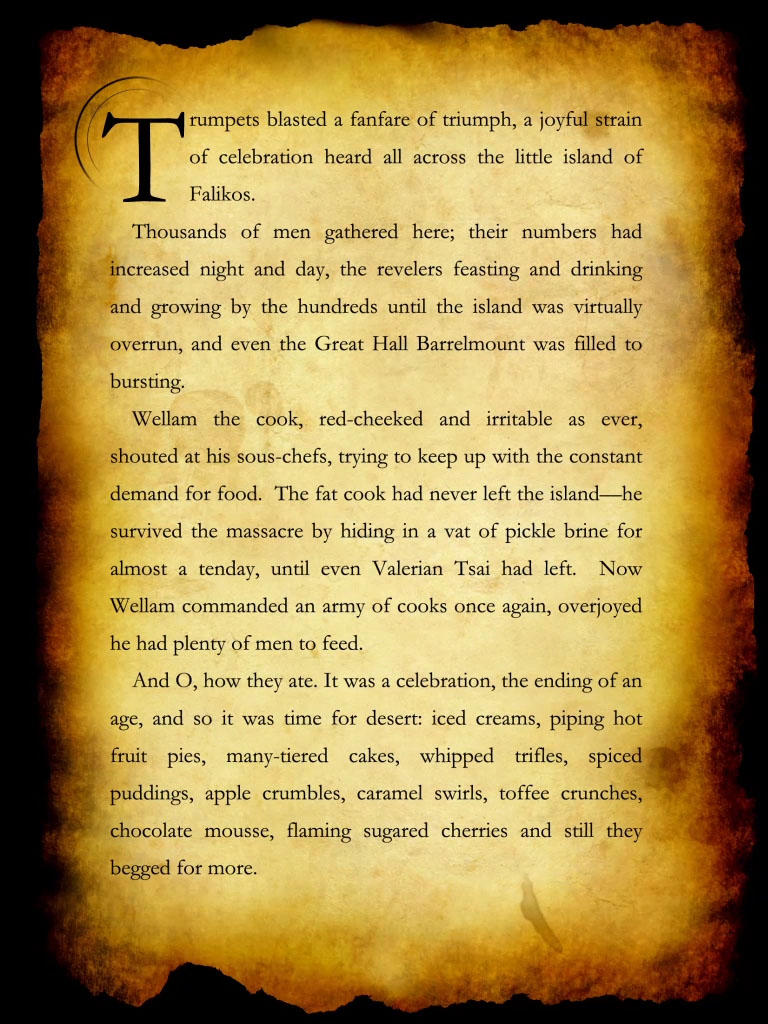 Trumpets blasted a fanfare of triumph, a joyful strain
of celebration heard all across the little island of
Falikos.
Thousands of men gathered here; their numbers had
increased night and day, the revelers feasting and drinking
and growing by the hundreds until the island was virtually
overrun, and even the Great Hall Barrelmount was filled to
bursting.
Wellam the cook, red-cheeked and irritable as ever,
shouted at his sous-chefs, trying to keep up with the constant
demand for food.  The fat cook had never left the island—he
survived the massacre by hiding in a vat of pickle brine for
almost a tenday, until even Valerian Tsai had left.  Now
Wellam commanded an army of cooks once again, overjoyed
he had plenty of men to feed.
And O, how they ate. It was a celebration, the ending of an
age, and so it was time for desert: iced creams, piping hot
fruit pies, many-tiered cakes, whipped trifles, spiced
puddings, apple crumbles, caramel swirls, toffee crunches,
chocolate mousse, flaming sugared cherries and still they
begged for more.